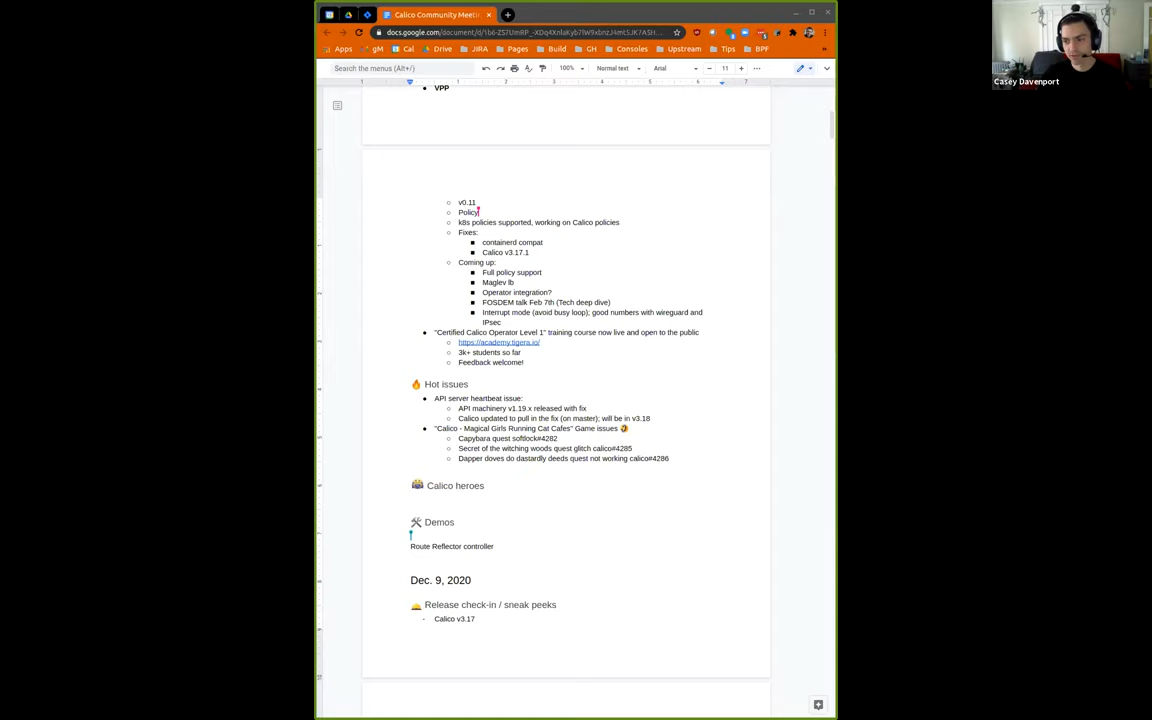 Calico Community Meeti
Apps
gM
Cal
Drive
JIRA
Pages
Build
GH
Consoles
Upstream
Tips
BPF
Search the menus (Alt+/)
100%
Normal text
Arial
11
1 1 2 3 4 5 6 7
VPP
v0.11
Policy
k8s policies supported, working on Calico policies
Fixes:
containerd compat
Calico v3.17.1
Coming up:
Full policy support
Maglev lb
Operator integration?
FOSDEM talk Feb 7th (Tech deep dive)
Interrupt mode (avoid busy loop); good numbers with wireguard and
IPsec
"Certified Calico Operator Level 1" training course now live and open to the public
https://academy.tigera.io/
3k+ students so far
Feedback welcome!
Hot issues
API server heartbeat issue:
API machinery v1.19.x released with fix
Calico updated to pull in the fix (on master); will be in v3.18
"Calico - Magical Girls Running Cat Cafes" Game issues 🤣
Capybara quest softlock#4282
Secret of the witching woods quest glitch calico#4285
Dapper doves do dastardly deeds quest not working calico#4286
Calico heroes
Demos
Route Reflector controller
Dec. 9, 2020
Release check-in / sneak peeks
Calico v3.17
Casey Davenport